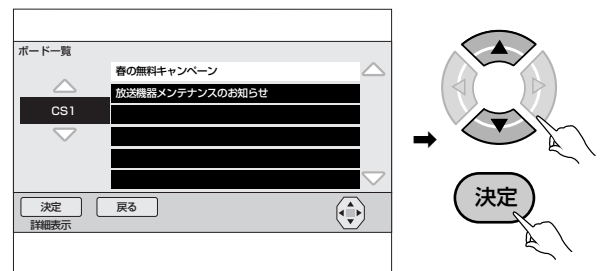 ボード一覧
春の無料キャンペーン
放送機器メンテナンスのお知らせ
CS1
決定
戻る
詳細表示
決定